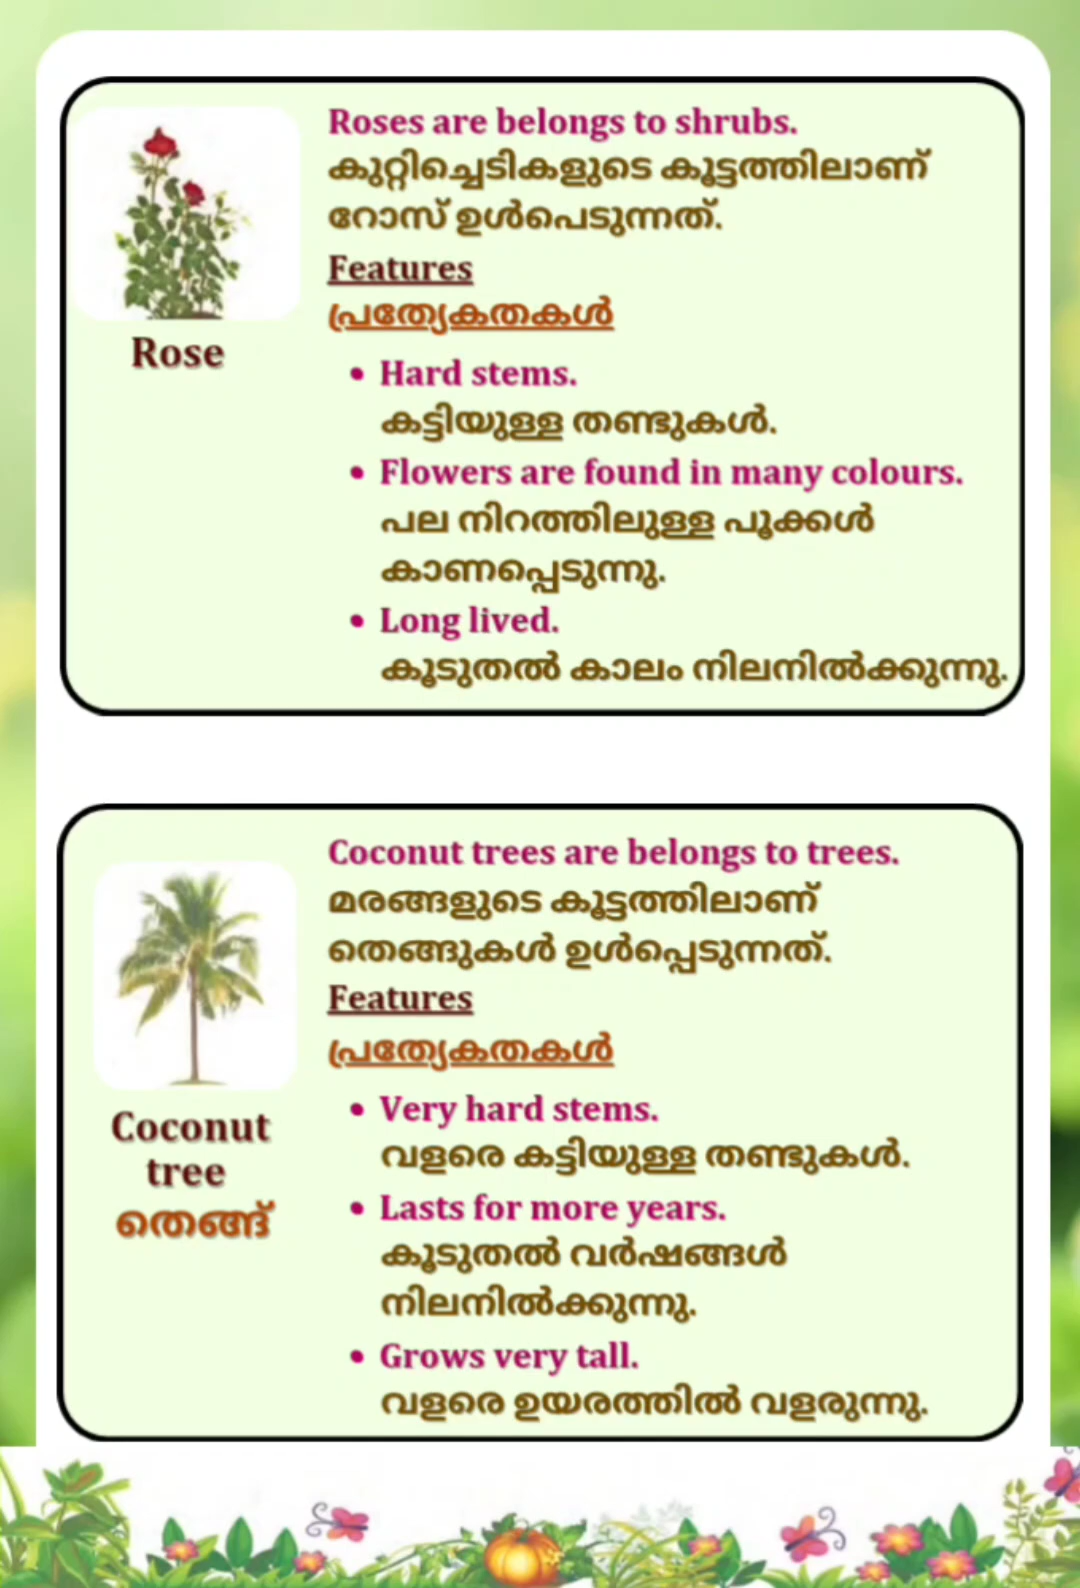 Roses are belongs to shrubs.
കുറ്റിച്ചെടികളുടെ കൂട്ടത്തിലാണ്
റോസ് ഉൾപെടുന്നത്.
Features
പ്രത്യേകതകൾ
• Hard stems.
കട്ടിയുള്ള തണ്ടുകൾ.
• Flowers are found in many colours.
പല നിറത്തിലുള്ള പൂക്കൾ
കാണപ്പെടുന്നു.
• Long lived.
കൂടുതൽ കാലം നിലനിൽക്കുന്നു.
Rose
Coconut trees are belongs to trees.
മരങ്ങളുടെ കൂട്ടത്തിലാണ്
തെങ്ങുകൾ ഉൾപ്പെടുന്നത്.
Features
പ്രത്യേകതകൾ
• Very hard stems.
വളരെ കട്ടിയുള്ള തണ്ടുകൾ.
• Lasts for more years.
കൂടുതൽ വർഷങ്ങൾ
നിലനിൽക്കുന്നു.
• Grows very tall.
വളരെ ഉയരത്തിൽ വളരുന്നു.
Coconut
tree
തെങ്ങ്